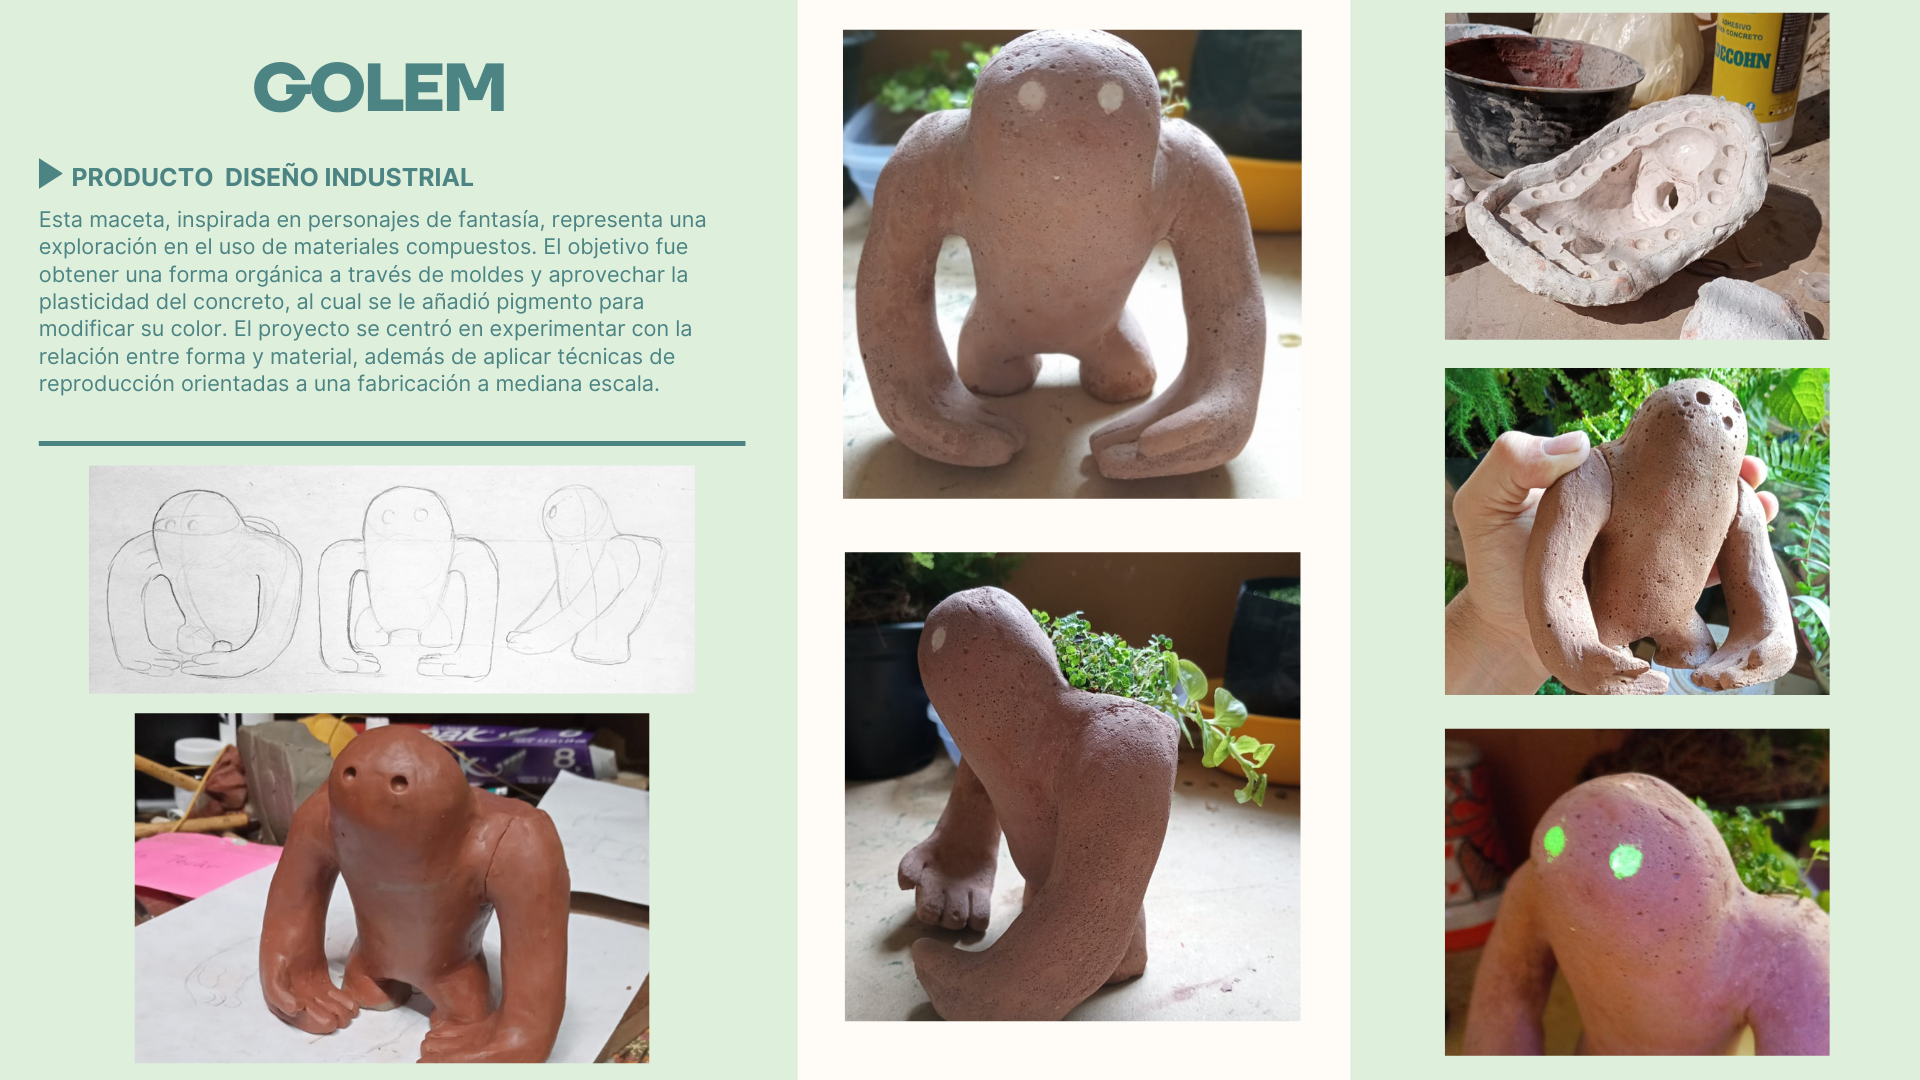 GOLEM
PRODUCTO DISEÑO INDUSTRIAL
Esta maceta, inspirada en personajes de fantasía, representa una
exploración en el uso de materiales compuestos. El objetivo fue
obtener una forma orgánica a través de moldes y aprovechar la
plasticidad del concreto, al cual se le añadió pigmento para
modificar su color. El proyecto se centró en experimentar con la
relación entre forma y material, además de aplicar técnicas de
reproducción orientadas a una fabricación a mediana escala.
8
ADHESIVO
CONCRETO
DECOHN